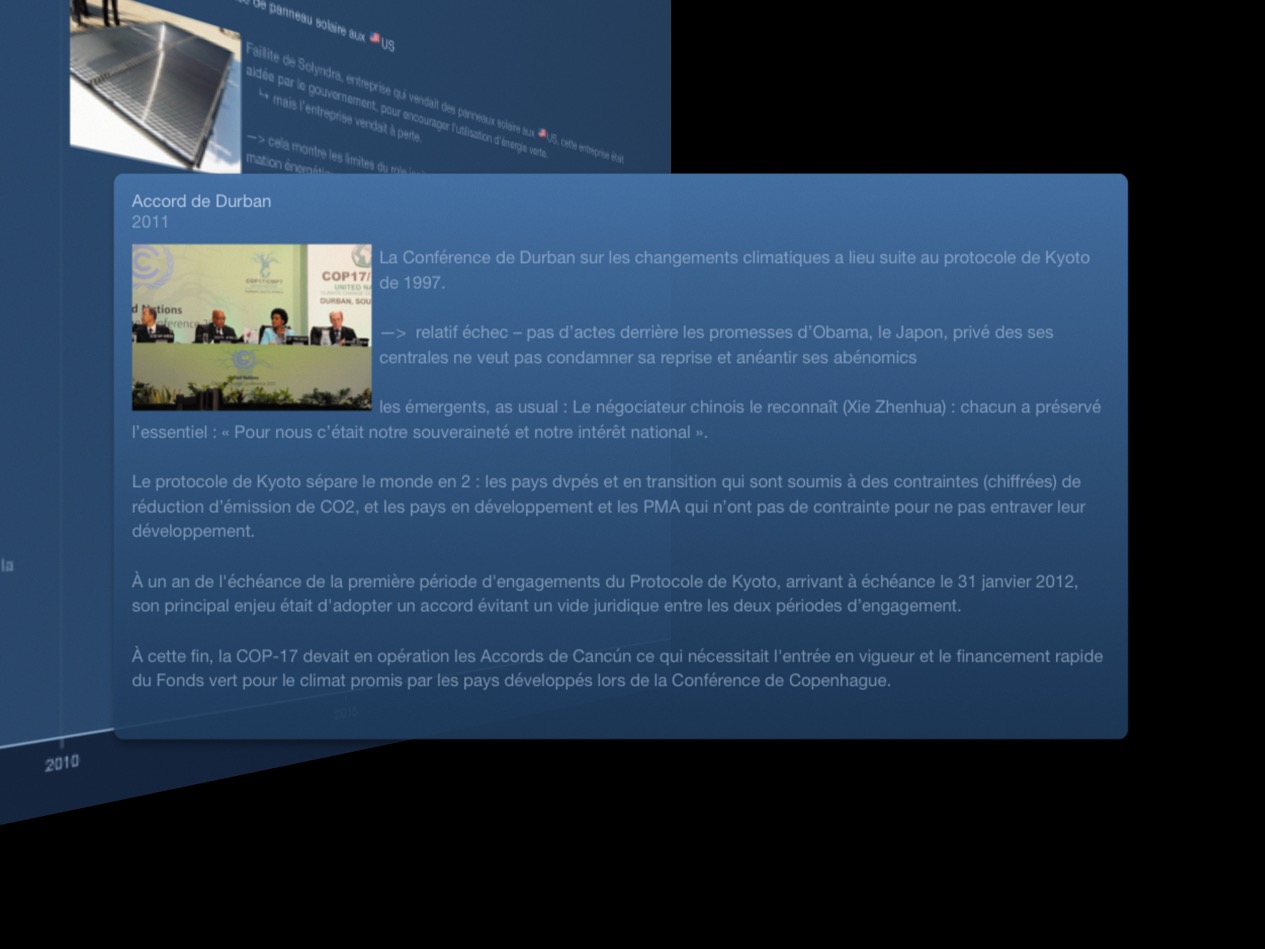 de panneau solaire aux 🇺🇸US
Faillite de Solyndra, entreprise qui vendait des panneaux solaire aux 🇺🇸US, cette entreprise était
aidée par le gouvernement, pour encourager l'utilisation d'énergie verte.
↳ mais l'entreprise vendait à perte.
—> cela montre les limites du role
mation
Accord de Durban
2011
COP17/CMP7
COP17/
UNITED NA
CLIMATE CHANGE
DURBAN, SOU
d Nations
ference
La Conférence de Durban sur les changements climatiques a lieu suite au protocole de Kyoto
de 1997.
—> relatif échec – pas d’actes derrière les promesses d’Obama, le Japon, privé des ses
centrales ne veut pas condamner sa reprise et anéantir ses abénomics
les émergents, as usual : Le négociateur chinois le reconnaît (Xie Zhenhua) : chacun a préservé
l’essentiel : « Pour nous c’était notre souveraineté et notre intérêt national ».
Le protocole de Kyoto sépare le monde en 2 : les pays dvpés et en transition qui sont soumis à des contraintes (chiffrées) de
réduction d’émission de CO2, et les pays en développement et les PMA qui n’ont pas de contrainte pour ne pas entraver leur
développement.
À un an de l'échéance de la première période d'engagements du Protocole de Kyoto, arrivant à échéance le 31 janvier 2012,
son principal enjeu était d'adopter un accord évitant un vide juridique entre les deux périodes d’engagement.
À cette fin, la COP-17 devait en opération les Accords de Cancún ce qui nécessitait l'entrée en vigueur et le financement rapide
du Fonds vert pour le climat promis par les pays développés lors de la Conférence de Copenhague.
la
2010